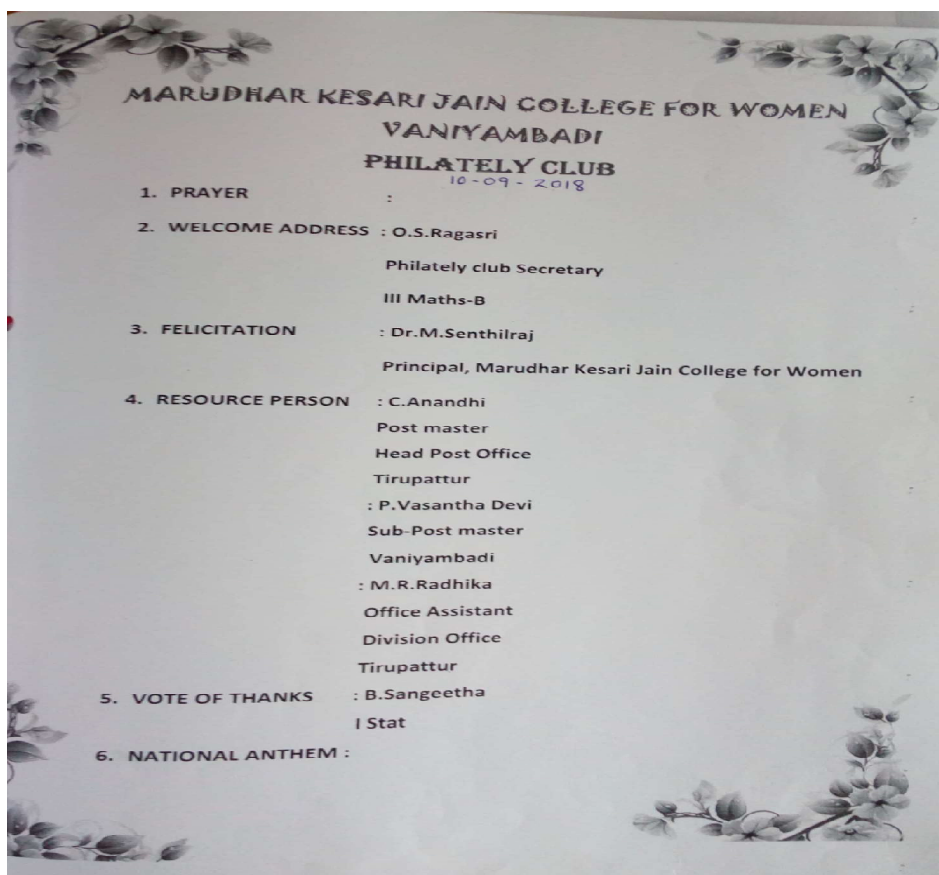 MARUDHAR KESARI JAIN COLLEGE FOR WOMEN
VANIYAMBADI
PHILATELY CLUB
10-09-2018
1. PRAYER :
2. WELCOME ADDRESS : O.S.Ragasri
Philately club Secretary
III Maths-B
3. FELICITATION : Dr.M.Senthilraj
Principal, Marudhar Kesari Jain College for Women
4. RESOURCE PERSON : C.Anandhi
Post master
Head Post Office
Tirupattur
: P.Vasantha Devi
Sub-Post master
Vaniyambadi
: M.R.Radhika
Office Assistant
Division Office
Tirupattur
5. VOTE OF THANKS : B.Sangeetha
I Stat
6. NATIONAL ANTHEM :